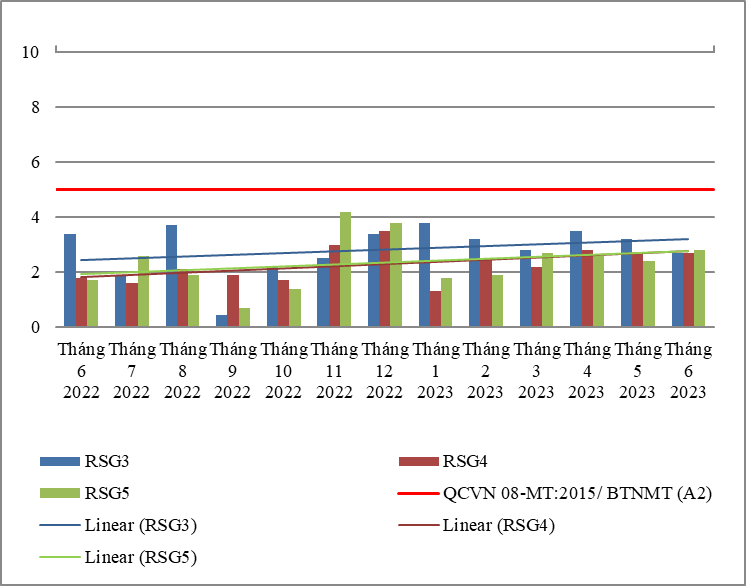 10
8
6
4
2
0
Tháng Tháng Tháng Tháng Tháng Tháng Tháng Tháng Tháng Tháng Tháng Tháng Tháng
6 7 8 9 10 11 12 1 2 3 4 5 6
2022 2022 2022 2022 2022 2022 2022 2023 2023 2023 2023 2023 2023
RSG3 RSG4
RSG5 QCVN 08-MT:2015/ BTNMT (A2)
Linear (RSG3) Linear (RSG4)
Linear (RSG5)